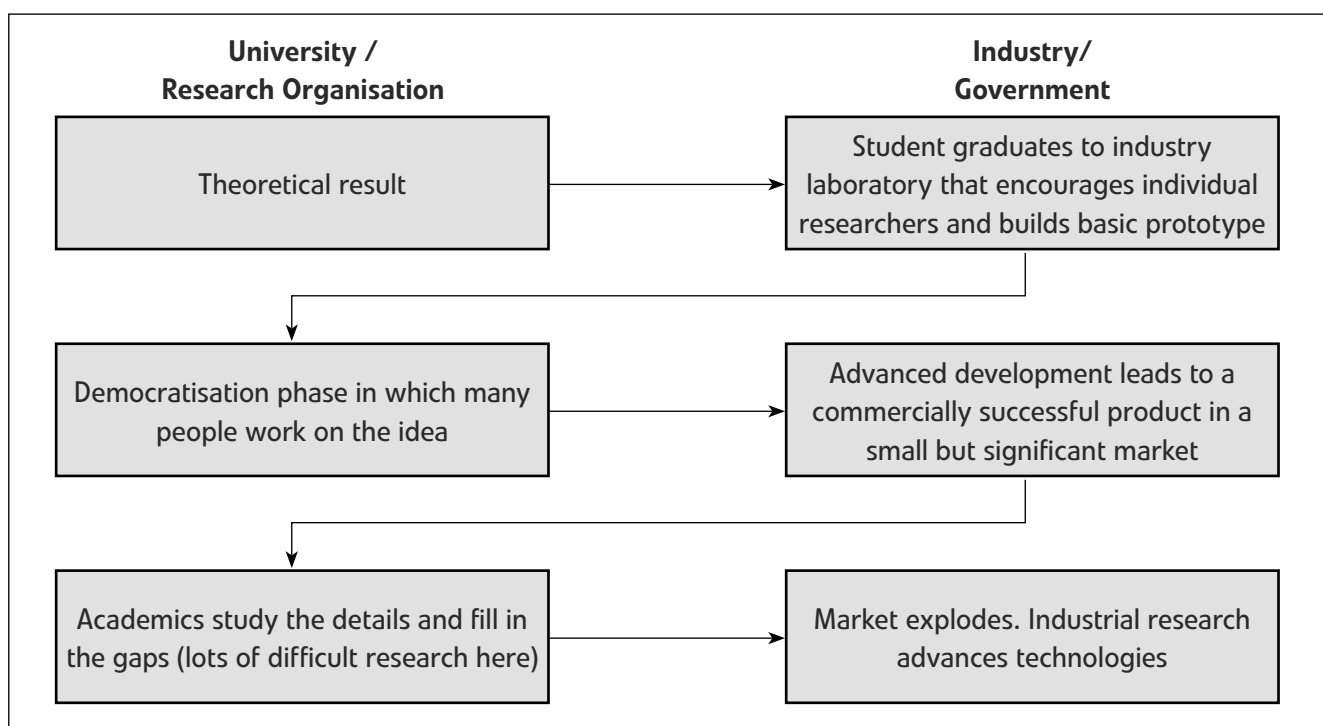 University /
Research Organisation
Industry/
Government
Theoretical result
Student graduates to industry
laboratory that encourages individual
researchers and builds basic prototype
Democratisation phase in which many
people work on the idea
Advanced development leads to a
commercially successful product in a
small but significant market
Academics study the details and fill in
the gaps (lots of difficult research here)
Market explodes. Industrial research
advances technologies